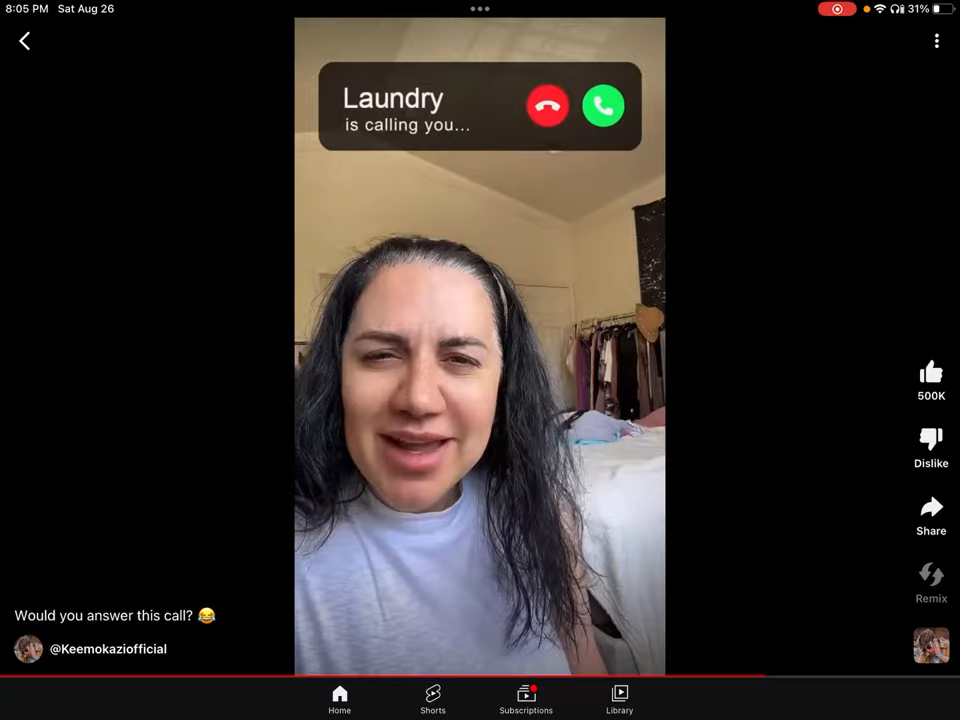 8:05 PM Sat Aug 26
31%
Laundry
is calling you...
500K
Dislike
Share
Remix
Would you answer this call? 😂
@Keemokaziofficial
Home Shorts Subscriptions Library